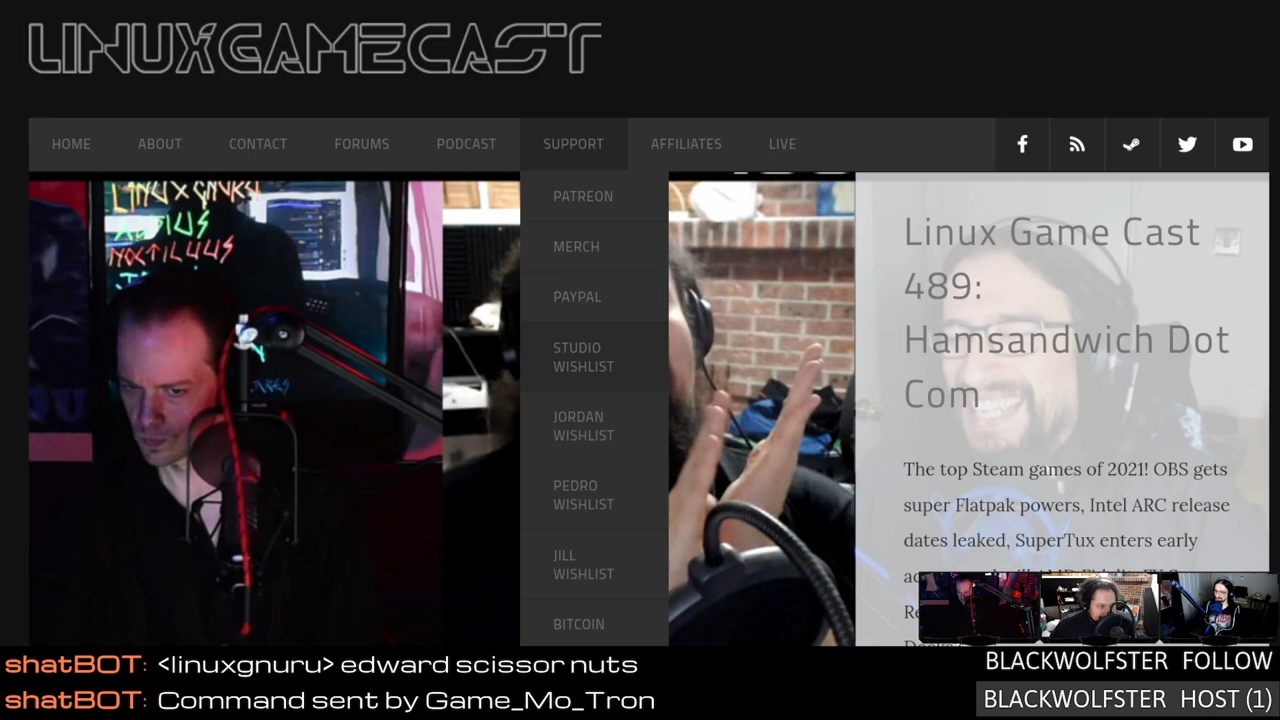 LINUXGAMECAST
HOME ABOUT CONTACT FORUMS PODCAST SUPPORT AFFILIATES LIVE
PATREON
MERCH
PAYPAL
STUDIO
WISHLIST
JORDAN
WISHLIST
PEDRO
WISHLIST
JILL
WISHLIST
BITCOIN
LINUXGNURU
NOCTILUUS
Linux Game Cast
489:
Hamsandwich Dot
Com
The top Steam games of 2021! OBS gets
super Flatpak powers, Intel ARC release
dates leaked, SuperTux enters early
shatBOT: <linuxgnuru> edward scissor nuts
shatBOT: Command sent by Game_Mo_Tron
BLACKWOLFSTER FOLLOW
BLACKWOLFSTER HOST (1)